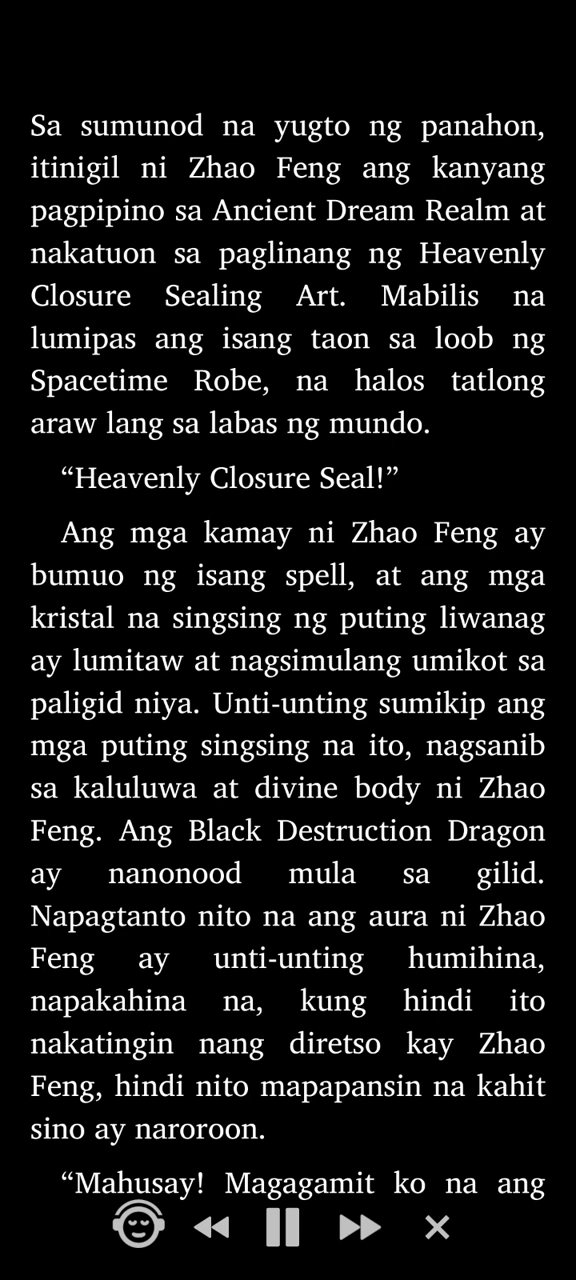 Sa sumunod na yugto ng panahon,
itinigil ni Zhao Feng ang kanyang
pagpipino sa Ancient Dream Realm at
nakatuon sa paglinang ng Heavenly
Closure Sealing Art. Mabilis na
lumipas ang isang taon sa loob ng
Spacetime Robe, na halos tatlong
araw lang sa labas ng mundo.
“Heavenly Closure Seal!”
Ang mga kamay ni Zhao Feng ay
bumuo ng isang spell, at ang mga
kristal na singsing ng puting liwanag
ay lumitaw at nagsimulang umikot sa
paligid niya. Unti-unting sumikip ang
mga puting singsing na ito, nagsanib
sa kaluluwa at divine body ni Zhao
Feng. Ang Black Destruction Dragon
ay nanonood mula sa gilid.
Napagtanto nito na ang aura ni Zhao
Feng ay unti-unting humihina,
napakahina na, kung hindi ito
nakatingin nang diretso kay Zhao
Feng, hindi nito mapapansin na kahit
sino ay naroroon.
“Mahusay! Magagamit ko na ang